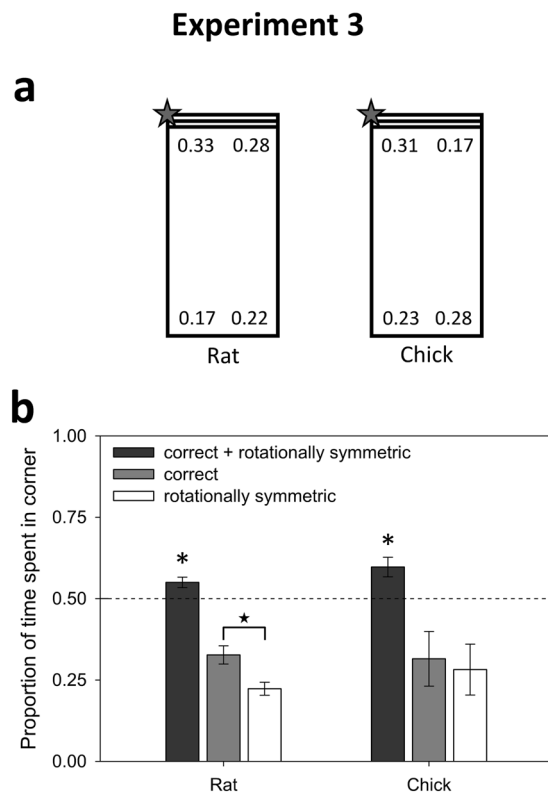 Experiment 3
a
0.33 0.28
0.17 0.22
Rat
0.31 0.17
0.23 0.28
Chick
b
Proportion of time spent in corner
1.00
0.75
0.50
0.25
0.00
correct + rotationally symmetric
correct
rotationally symmetric
*
*
★
Rat
Chick